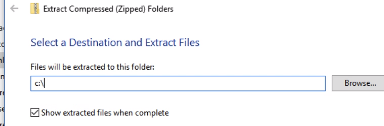 Extract Compressed (Zipped) Folders
Select a Destination and Extract Files
Files will be extracted to this folder:
c:\
Browse...
Show extracted files when complete